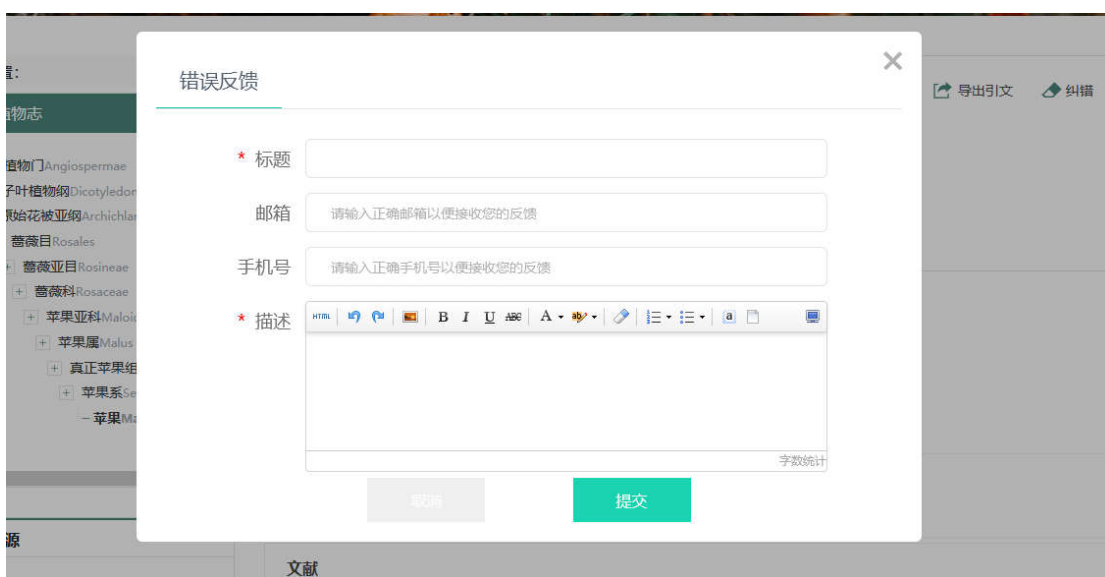 错误反馈
置：
导出引文
纠错
植物志
* 标题
植物门Angiospermae
子叶植物纲Dicotyledon
邮箱
请输入正确邮箱以便接收您的反馈
原始花被亚纲Archichla
蔷薇目Rosales
手机号
请输入正确手机号以便接收您的反馈
蔷薇亚目Rosineae
蔷薇科Rosaceae
苹果亚科Maloi
* 描述
HTML B I U ABC A ab a
苹果属Malus
真正苹果组
苹果系Se
苹果Ma
字数统计
取消
提交
源
文献